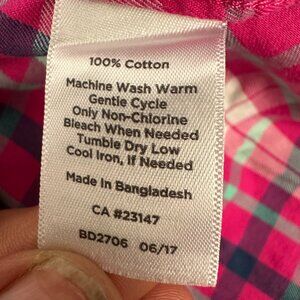 100% Cotton
Machine Wash Warm
Gentle Cycle
Only Non-Chlorine
Bleach When Needed
Tumble Dry Low
Cool Iron, If Needed
Made in Bangladesh
CA #23147
BD2706 06/17